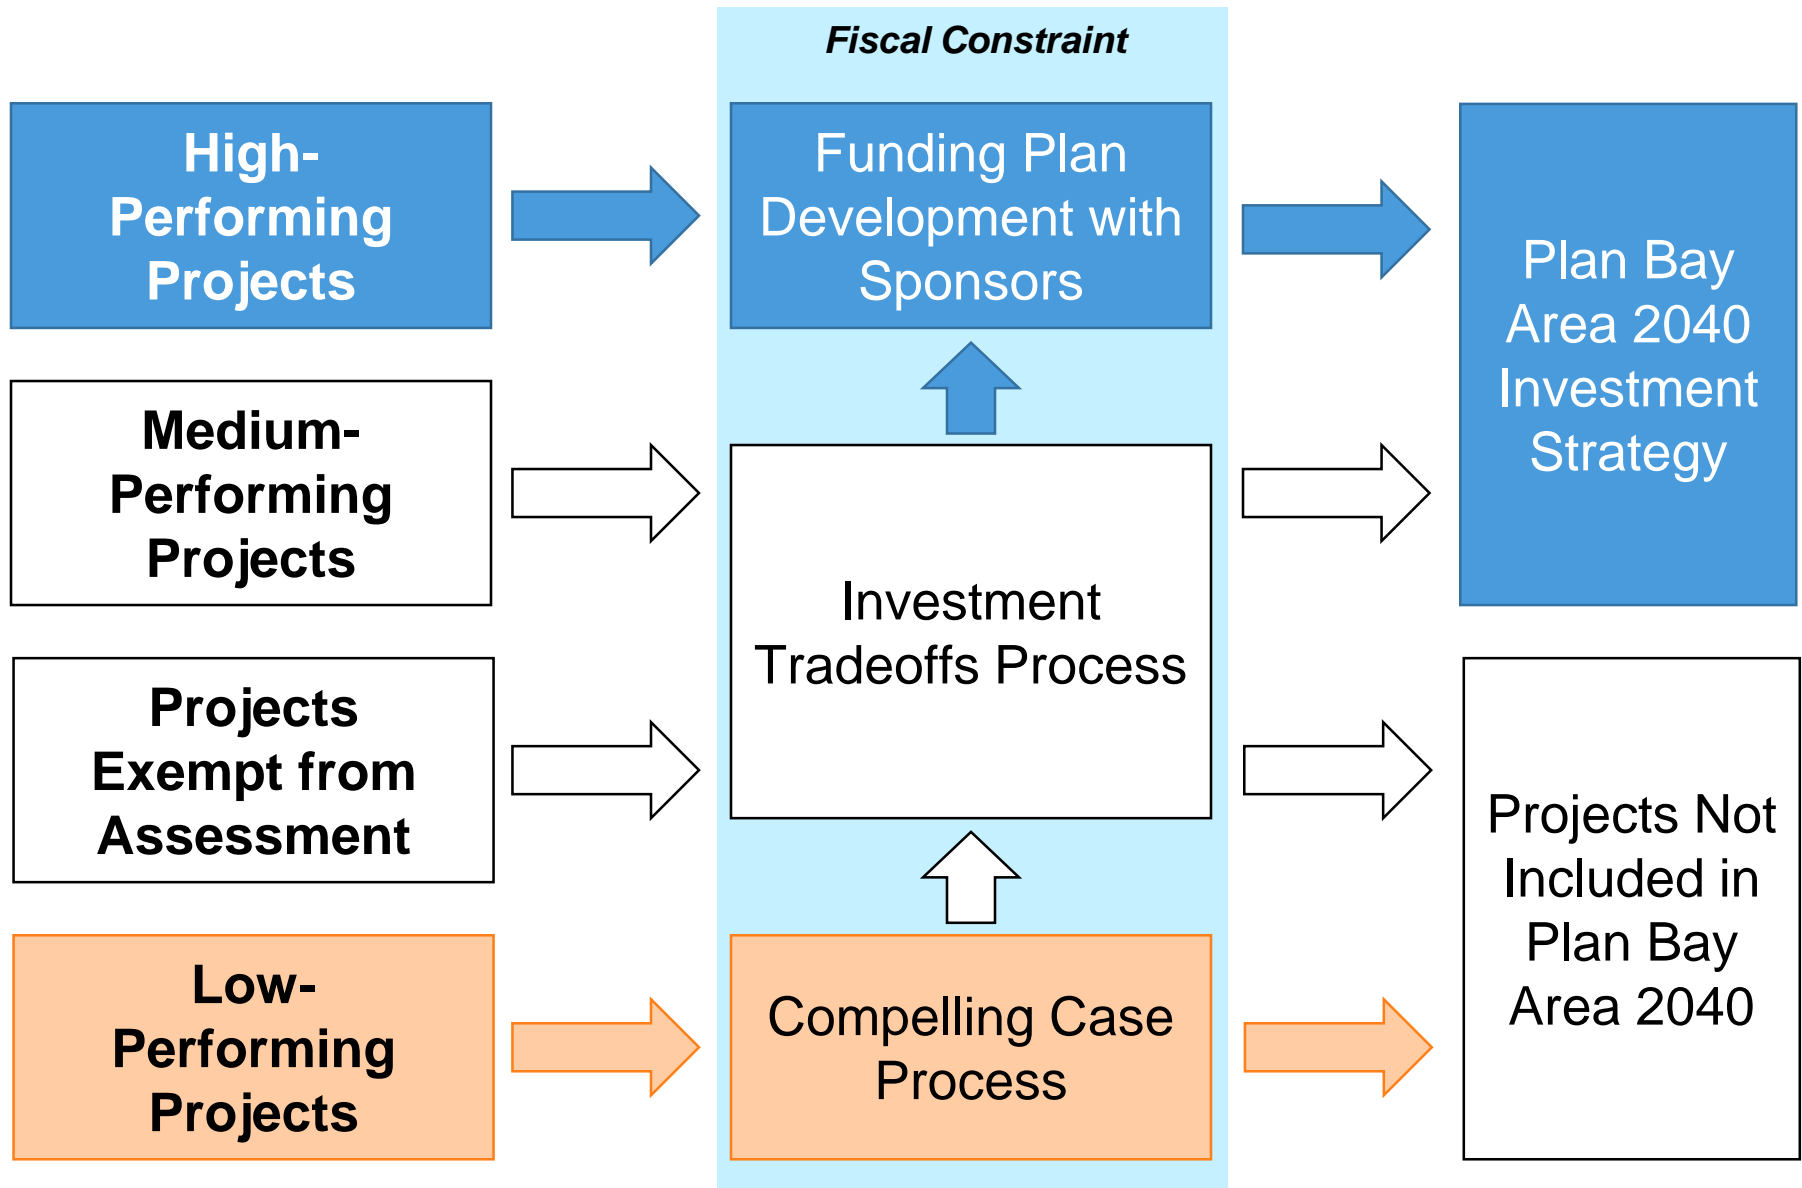 Fiscal Constraint
High-
Performing
Projects
Funding Plan
Development with
Sponsors
Plan Bay
Area 2040
Investment
Strategy
Medium-
Performing
Projects
Investment
Tradeoffs Process
Projects
Exempt from
Assessment
Projects Not
Included in
Plan Bay
Area 2040
Low-
Performing
Projects
Compelling Case
Process